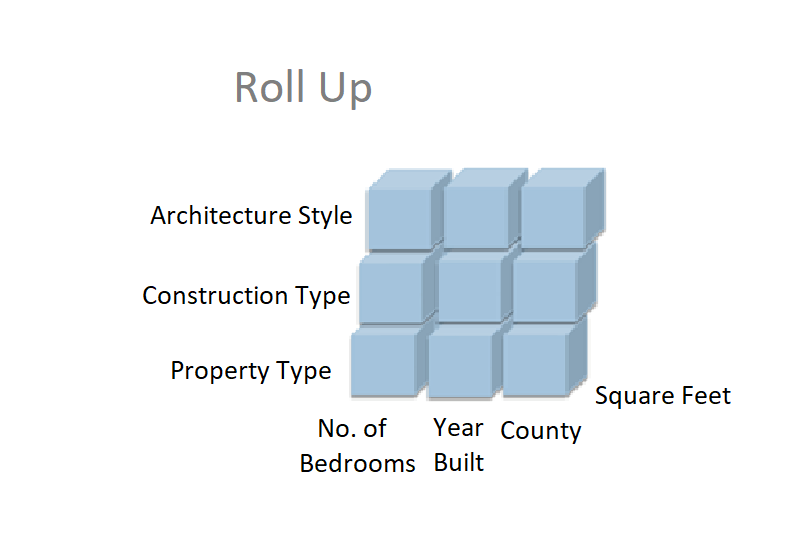 Roll Up
Architecture Style
Construction Type
Property Type
Square Feet
No. of
Bedrooms
Year
Built
County